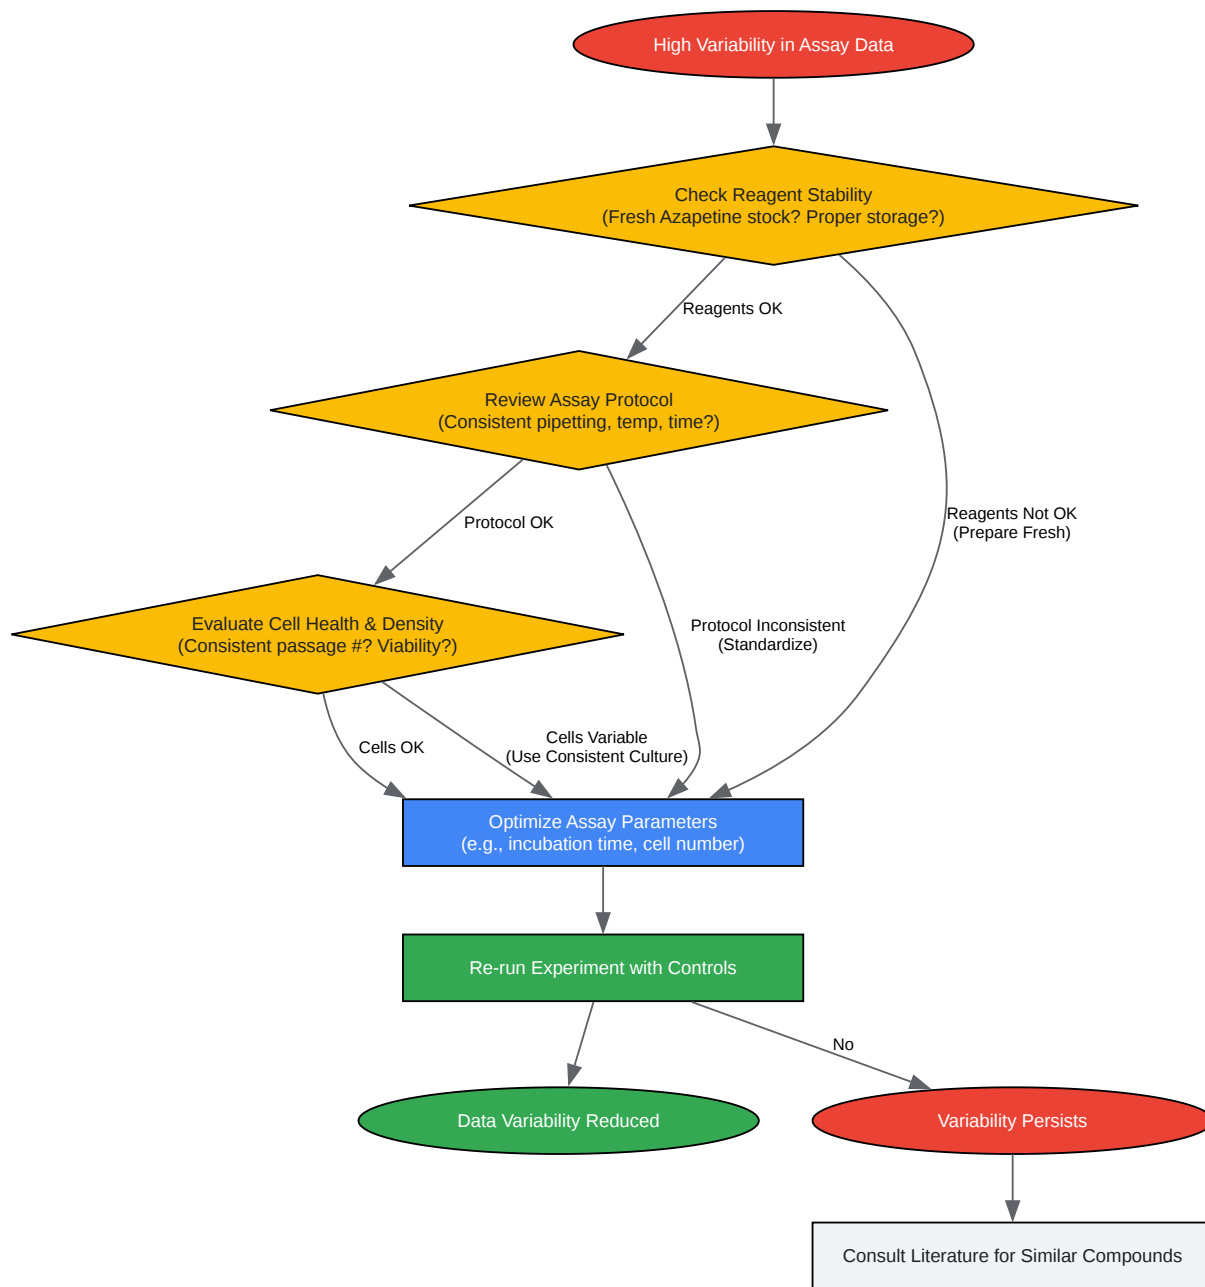 High Variability in Assay Data
Check Reagent Stability
(Fresh Azapetine stock? Proper storage?)
Reagents OK
Review Assay Protocol
(Consistent pipetting, temp, time?)
Reagents Not OK
(Prepare Fresh)
Protocol OK
Evaluate Cell Health & Density
(Consistent passage #? Viability?)
Protocol Inconsistent
(Standardize)
Cells OK
Cells Variable
(Use Consistent Culture)
Optimize Assay Parameters
(e.g., incubation time, cell number)
Re-run Experiment with Controls
No
Data Variability Reduced
Variability Persists
Consult Literature for Similar Compounds